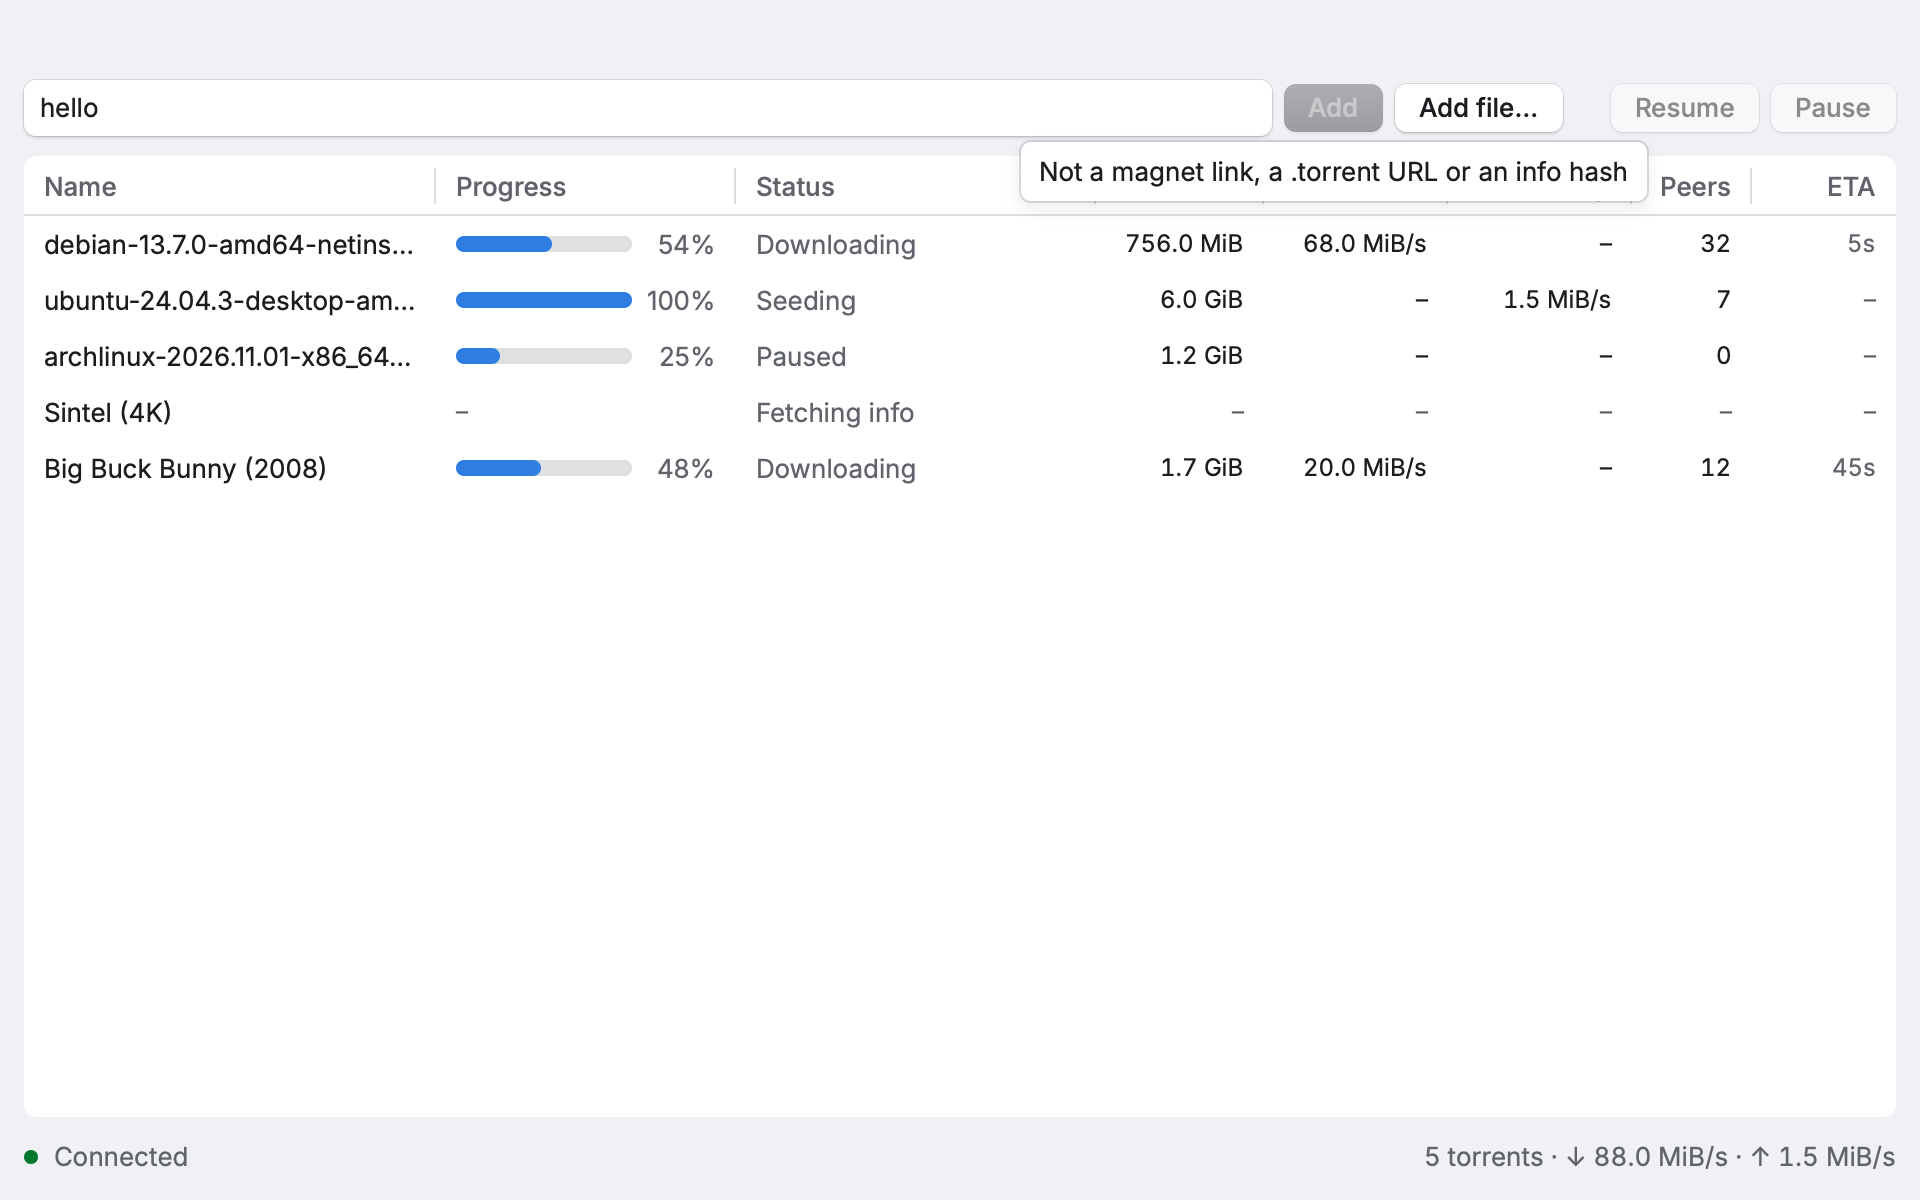 hello
Add
Add file...
Resume
Pause
Not a magnet link, a .torrent URL or an info hash
Name Progress Status Peers ETA
debian-13.7.0-amd64-netins... 54% Downloading 756.0 MiB 68.0 MiB/s – 32 5s
ubuntu-24.04.3-desktop-am... 100% Seeding 6.0 GiB – 1.5 MiB/s 7 –
archlinux-2026.11.01-x86_64... 25% Paused 1.2 GiB – – 0 –
Sintel (4K) – Fetching info – – – – –
Big Buck Bunny (2008) 48% Downloading 1.7 GiB 20.0 MiB/s – 12 45s
Connected
5 torrents · ↓ 88.0 MiB/s · ↑ 1.5 MiB/s